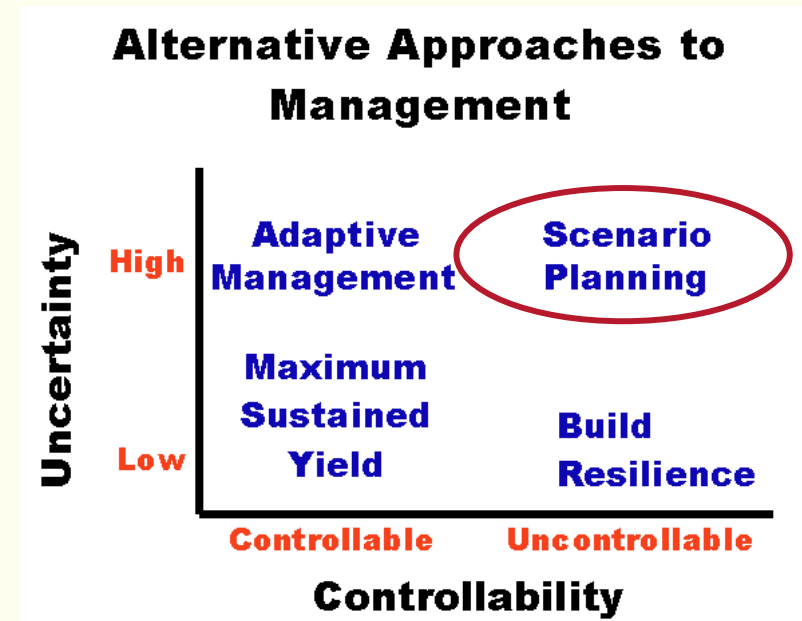 Alternative Approaches to
Management
Uncertainty
High
Adaptive
Management
Scenario
Planning
Low
Maximum
Sustained
Yield
Build
Resilience
Controllable
Uncontrollable
Controllability